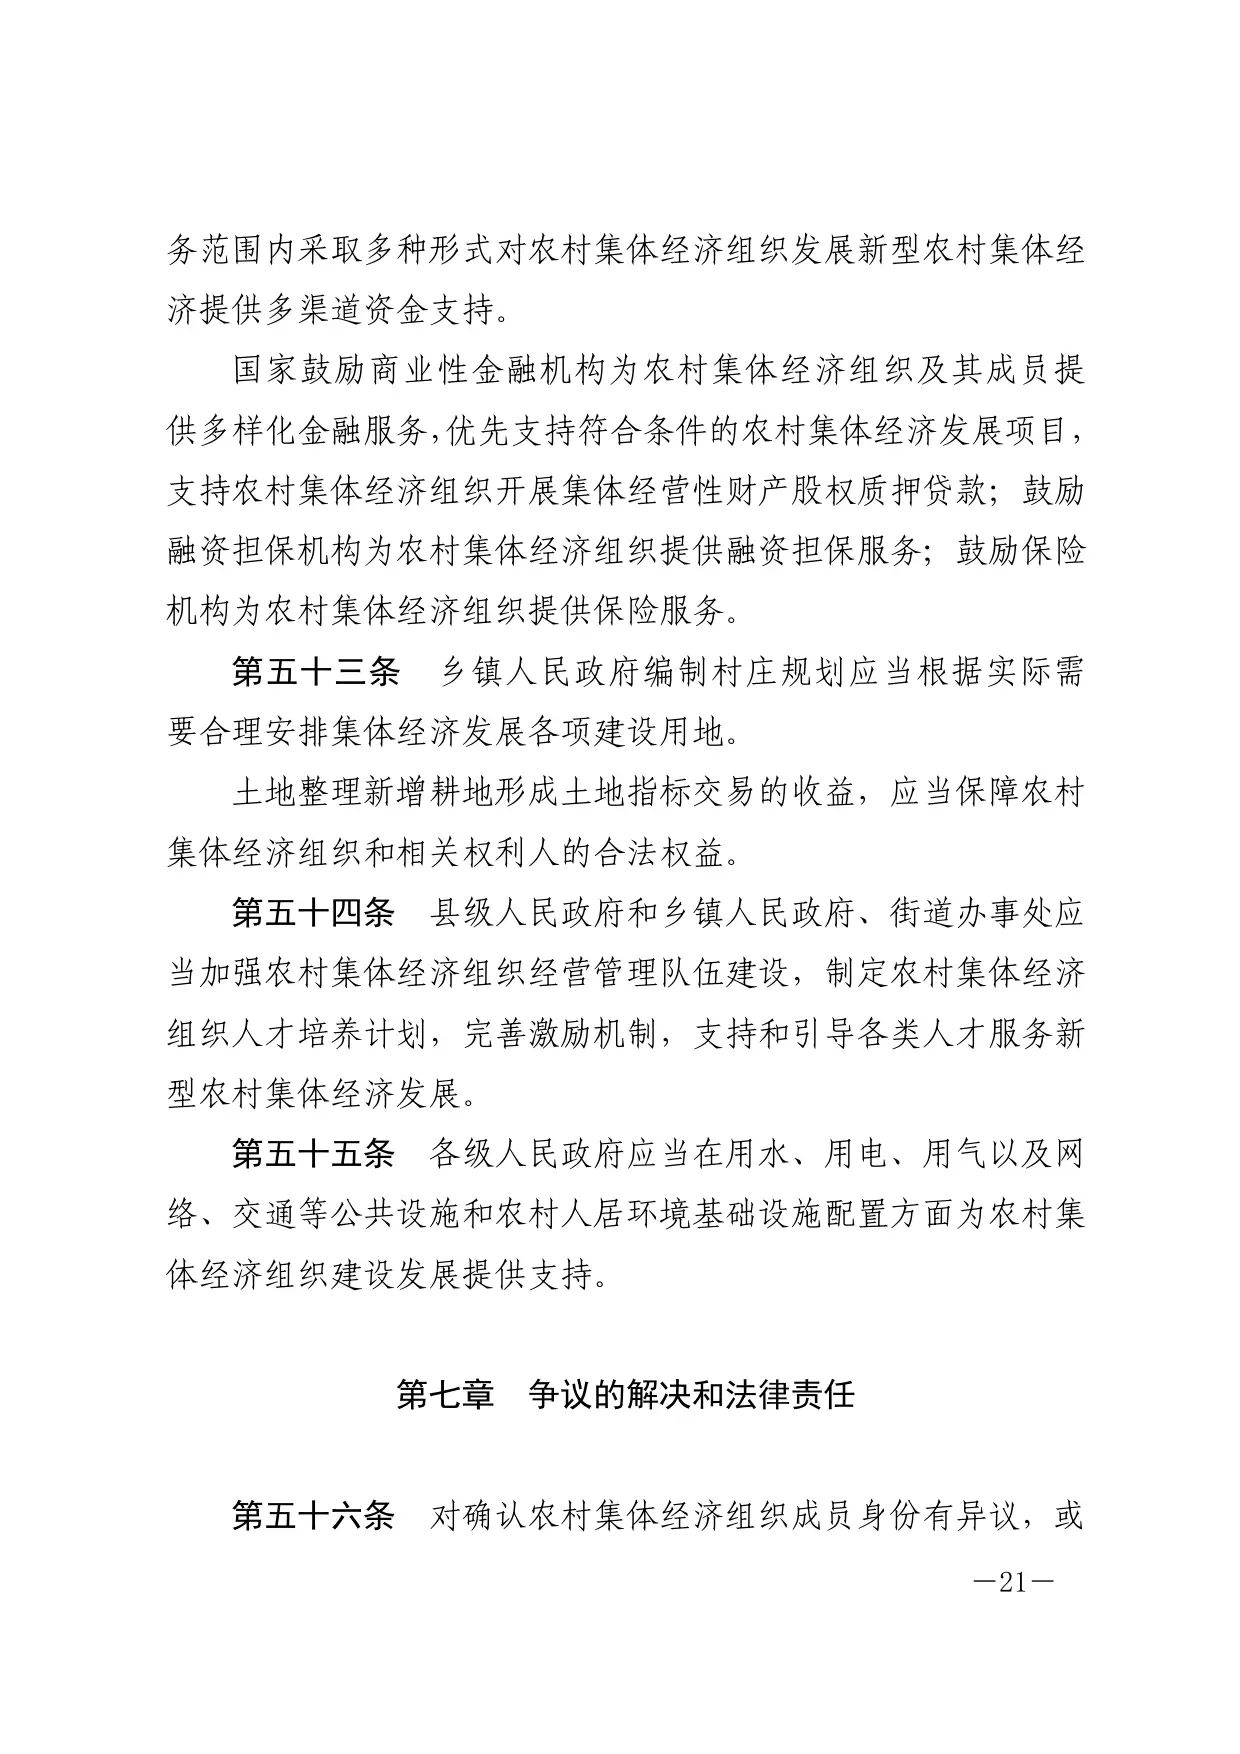 务范围内采取多种形式对农村集体经济组织发展新型农村集体经
济提供多渠道资金支持。
国家鼓励商业性金融机构为农村集体经济组织及其成员提
供多样化金融服务,优先支持符合条件的农村集体经济发展项目,
支持农村集体经济组织开展集体经营性财产股权质押贷款；鼓励
融资担保机构为农村集体经济组织提供融资担保服务；鼓励保险
机构为农村集体经济组织提供保险服务。
第五十三条　乡镇人民政府编制村庄规划应当根据实际需
要合理安排集体经济发展各项建设用地。
土地整理新增耕地形成土地指标交易的收益，应当保障农村
集体经济组织和相关权利人的合法权益。
第五十四条　县级人民政府和乡镇人民政府、街道办事处应
当加强农村集体经济组织经营管理队伍建设，制定农村集体经济
组织人才培养计划，完善激励机制，支持和引导各类人才服务新
型农村集体经济发展。
第五十五条　各级人民政府应当在用水、用电、用气以及网
络、交通等公共设施和农村人居环境基础设施配置方面为农村集
体经济组织建设发展提供支持。
第七章　争议的解决和法律责任
第五十六条　对确认农村集体经济组织成员身份有异议，或
—21—